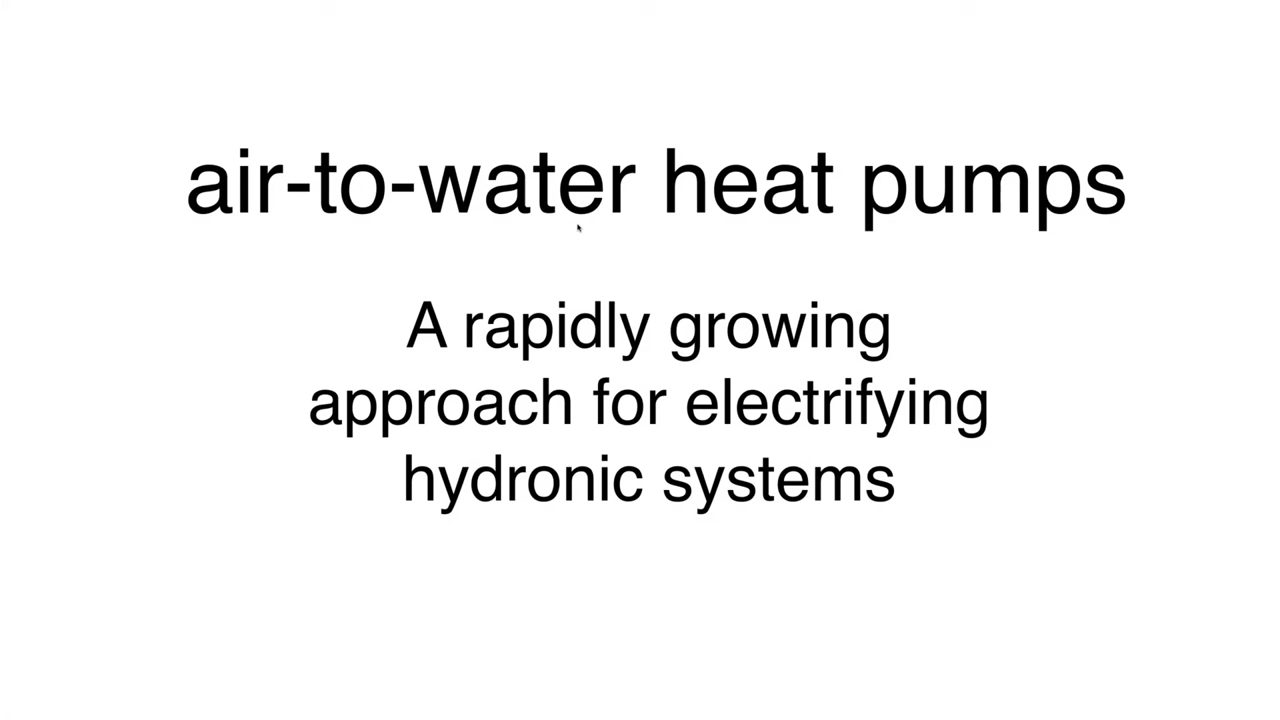 air-to-water heat pumps
A rapidly growing
approach for electrifying
hydronic systems